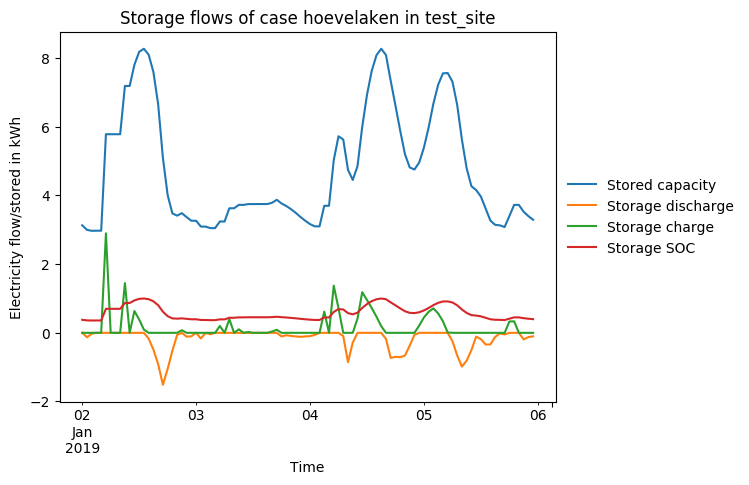 Storage flows of case hoevelaken in test_site
Electricity flow/stored in kWh
8
6
4
2
0
−2
02
Jan
2019
03
04
05
06
Time
Stored capacity
Storage discharge
Storage charge
Storage SOC